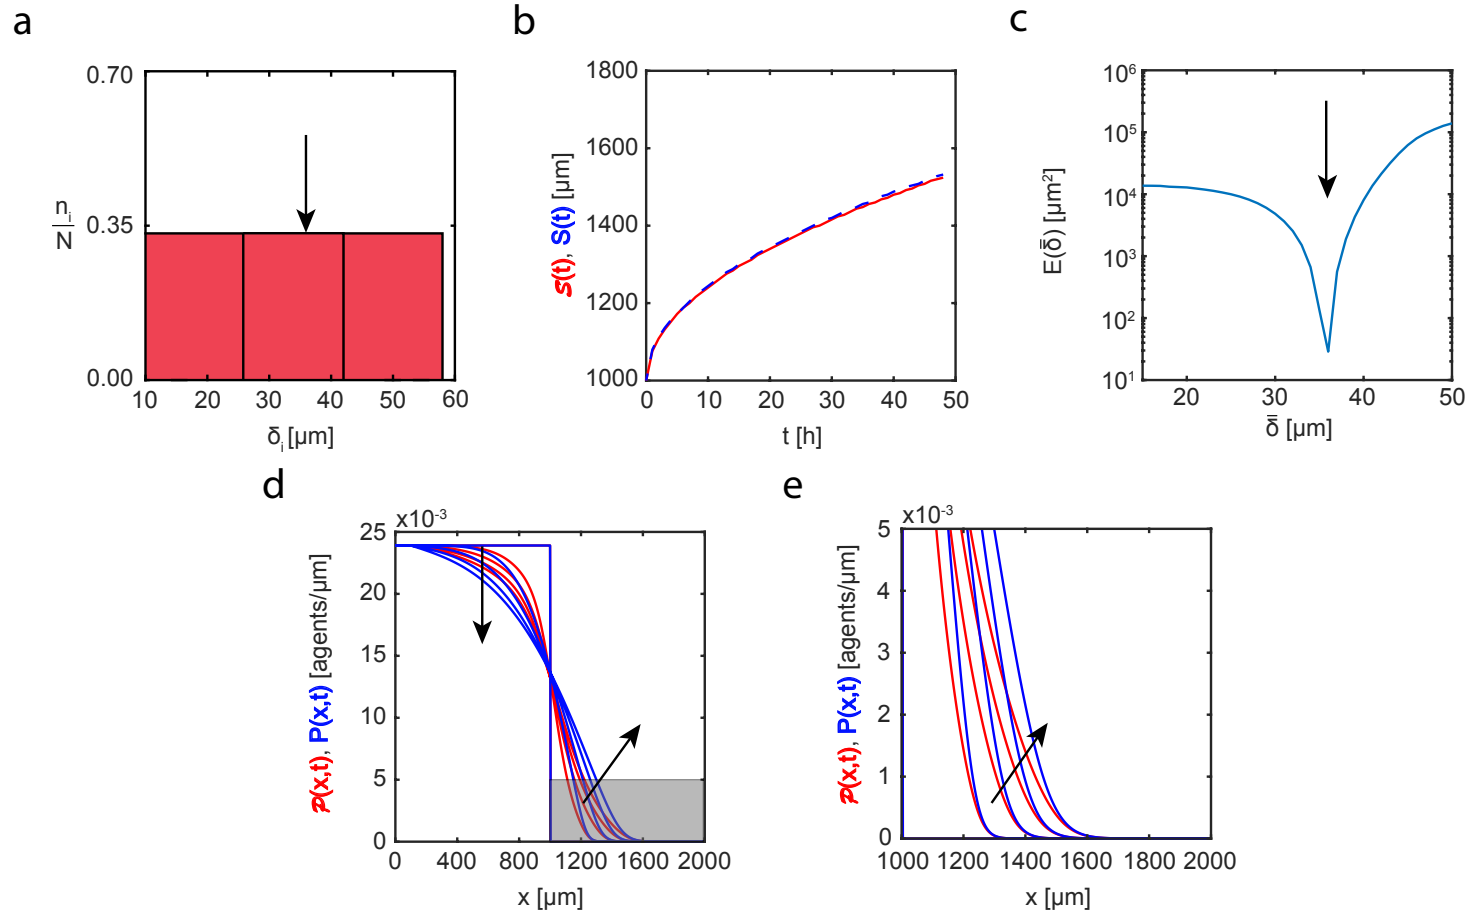 a
0.70
n_i
N
0.35
0.00
10 20 30 40 50 60
δ_i [μm]
b
1800
1600
1400
1200
1000
𝒮(t), S(t) [μm]
0 10 20 30 40 50
t [h]
c
10^6
10^5
10^4
10^3
10^2
10^1
E(δ̄) [μm²]
20 30 40 50
δ̄ [μm]
d
x10^-3
25
20
15
10
5
0
𝒫(x,t), P(x,t) [agents/μm]
0 400 800 1200 1600 2000
x [μm]
e
x10^-3
5
4
3
2
1
0
𝒫(x,t), P(x,t) [agents/μm]
1000 1200 1400 1600 1800 2000
x [μm]